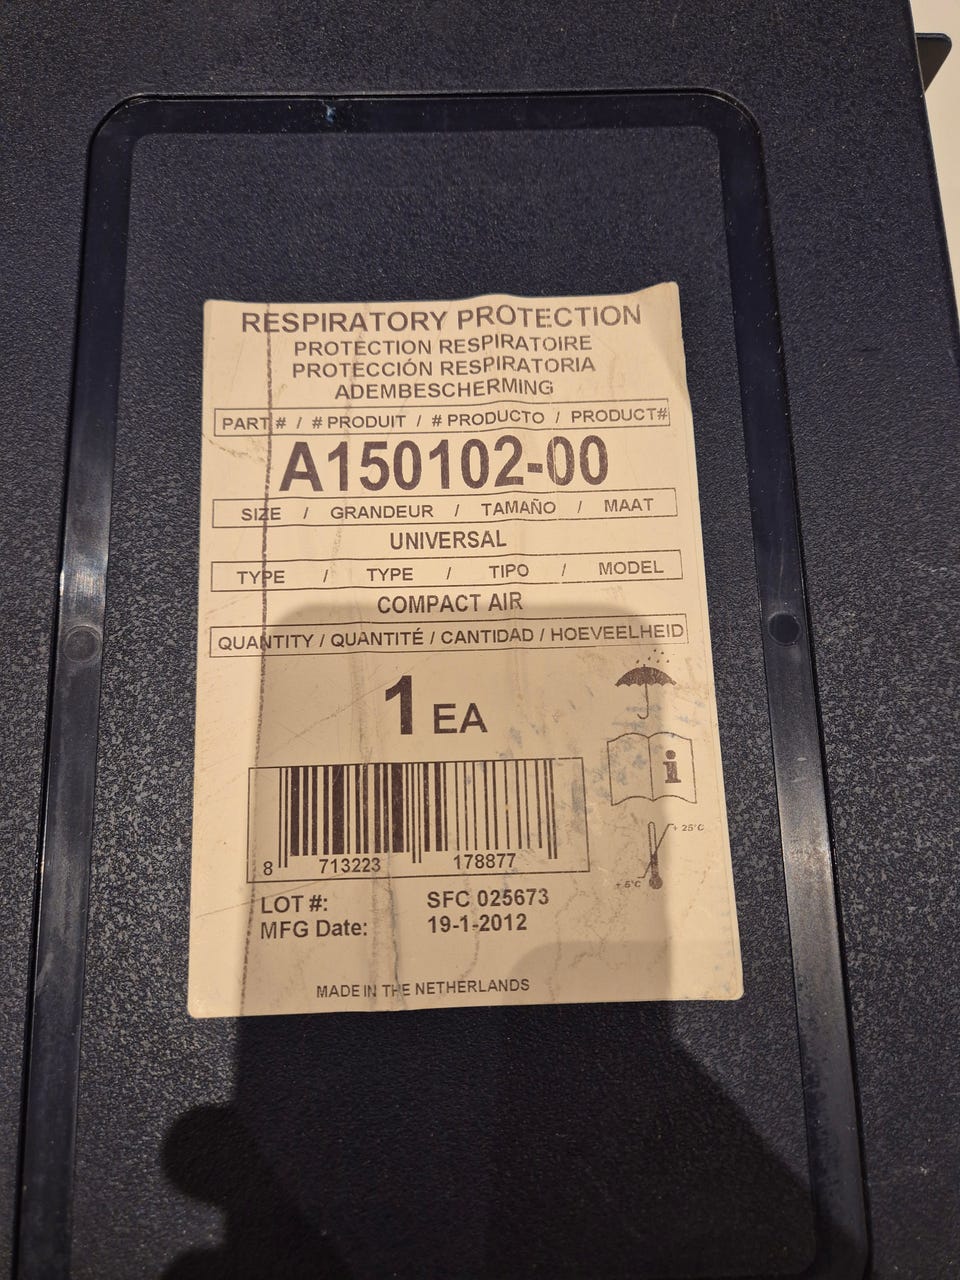 RESPIRATORY PROTECTION
PROTECTION RESPIRATOIRE
PROTECCIÓN RESPIRATORIA
ADEMBESCHERMING
PART # / # PRODUIT / # PRODUCTO / PRODUCT#
A150102-00
SIZE / GRANDEUR / TAMAÑO / MAAT
UNIVERSAL
TYPE / TYPE / TIPO / MODEL
COMPACT AIR
QUANTITY / QUANTITÉ / CANTIDAD / HOEVEELHEID
1 EA
i
+ 25°C
+ 5°C
8 713223 178877
LOT #: SFC 025673
MFG Date: 19-1-2012
MADE IN THE NETHERLANDS